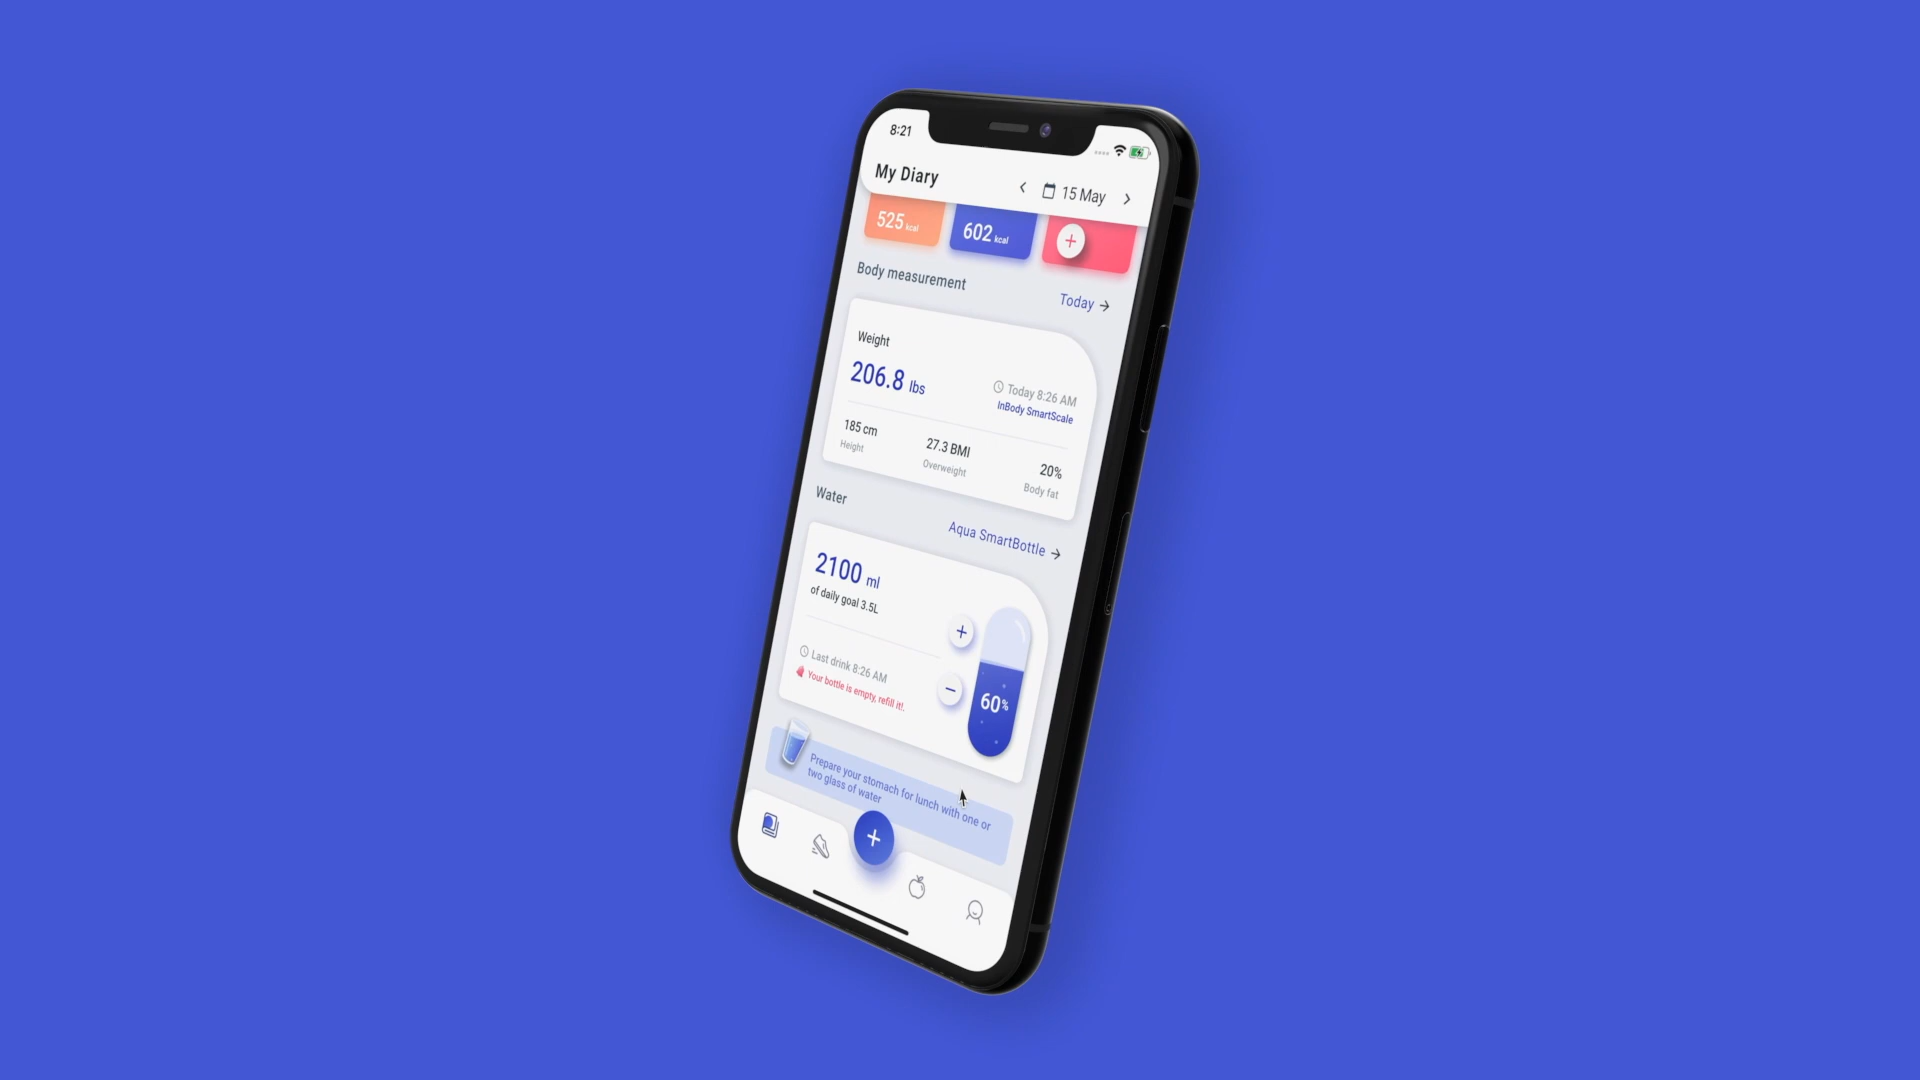 8:21
My Diary
15 May
525 kcal
602 kcal
Body measurement
Today
Weight
206.8 lbs
Today 8:26 AM
InBody SmartScale
185 cm
Height
27.3 BMI
Overweight
20%
Body fat
Water
Aqua SmartBottle
2100 ml
of daily goal 3.5L
Last drink 8:26 AM
Your bottle is empty, refill it!.
60%
Prepare your stomach for lunch with one or
two glass of water